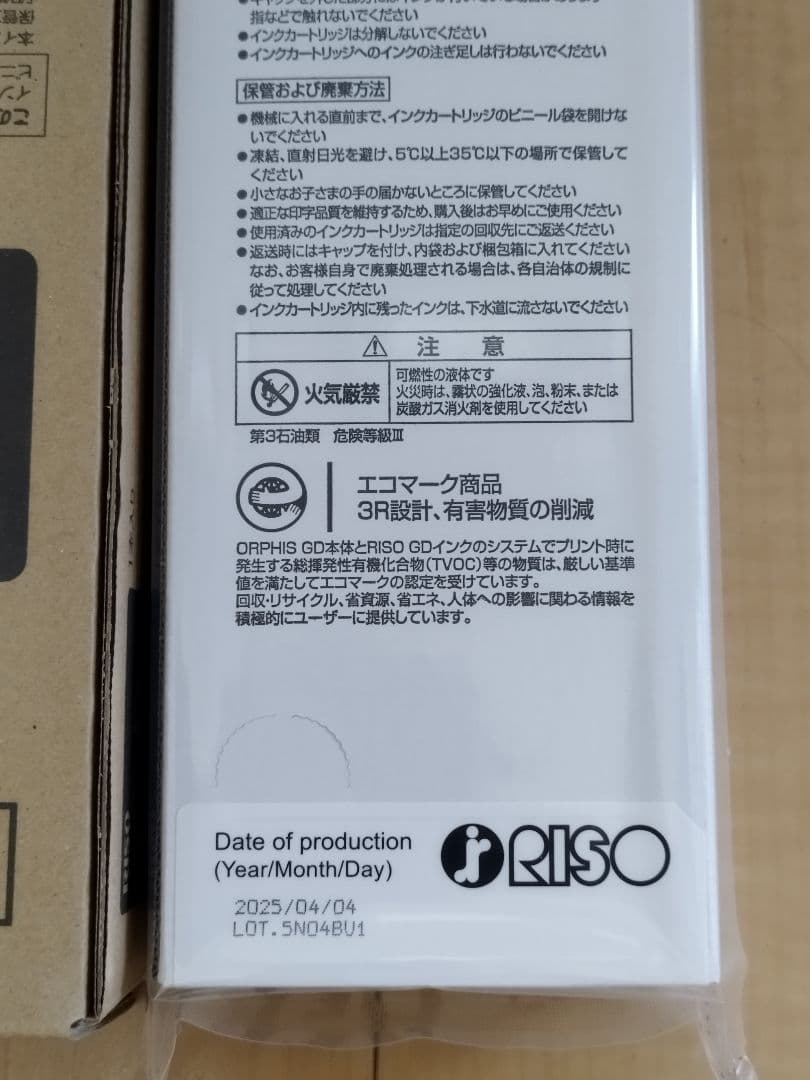 指などで触れないでください
●インクカートリッジは分解しないでください
●インクカートリッジへのインクの注ぎ足しは行わないでください
保管および廃棄方法
●機械に入れる直前まで、インクカートリッジのビニール袋を開けな
いでください
●凍結、直射日光を避け、5℃以上35℃以下の場所で保管して
ください
●小さなお子さまの手の届かないところに保管してください
●適正な印字品質を維持するため、購入後はお早めにご使用ください
●使用済みのインクカートリッジは指定の回収先にご返送ください
●返送時にはキャップを付け、内袋および梱包箱に入れてください
なお、お客様自身で廃棄処理される場合は、各自治体の規制に
従って処理してください
●インクカートリッジ内に残ったインクは、下水道に流さないでください
注 意
火気厳禁
可燃性の液体です
火災時は、霧状の強化液、泡、粉末、または
炭酸ガス消火剤を使用してください
第3石油類 危険等級Ⅲ
エコマーク商品
3R設計、有害物質の削減
ORPHIS GD本体とRISO GDインクのシステムでプリント時に
発生する総揮発性有機化合物(TVOC)等の物質は、厳しい基準
値を満たしてエコマークの認定を受けています。
回収・リサイクル、省資源、省エネ、人体への影響に関わる情報を
積極的にユーザーに提供しています。
Date of production
(Year/Month/Day)
RISO
2025/04/04
LOT.5N04BU1
RISO